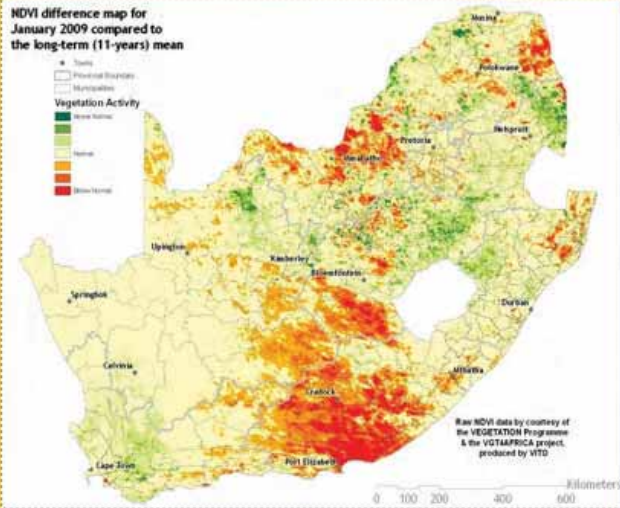 NDVI difference map for
January 2009 compared to
the long-term (11-years) mean
Towns
Provincial Boundary
Municipalities
Vegetation Activity
Above Normal
Normal
Below Normal
Musina
Polokwane
Nelspruit
Pretoria
Mmabatho
Upington
Kimberley
Bloemfontein
Springbok
Durban
Calvinia
Umtatha
Cradock
Cape Town
Port Elizabeth
Raw NDVI data by courtesy of
the VEGETATION Programme
& the VGT4AFRICA project,
produced by VITO
Kilometers
0 100 200 400 600